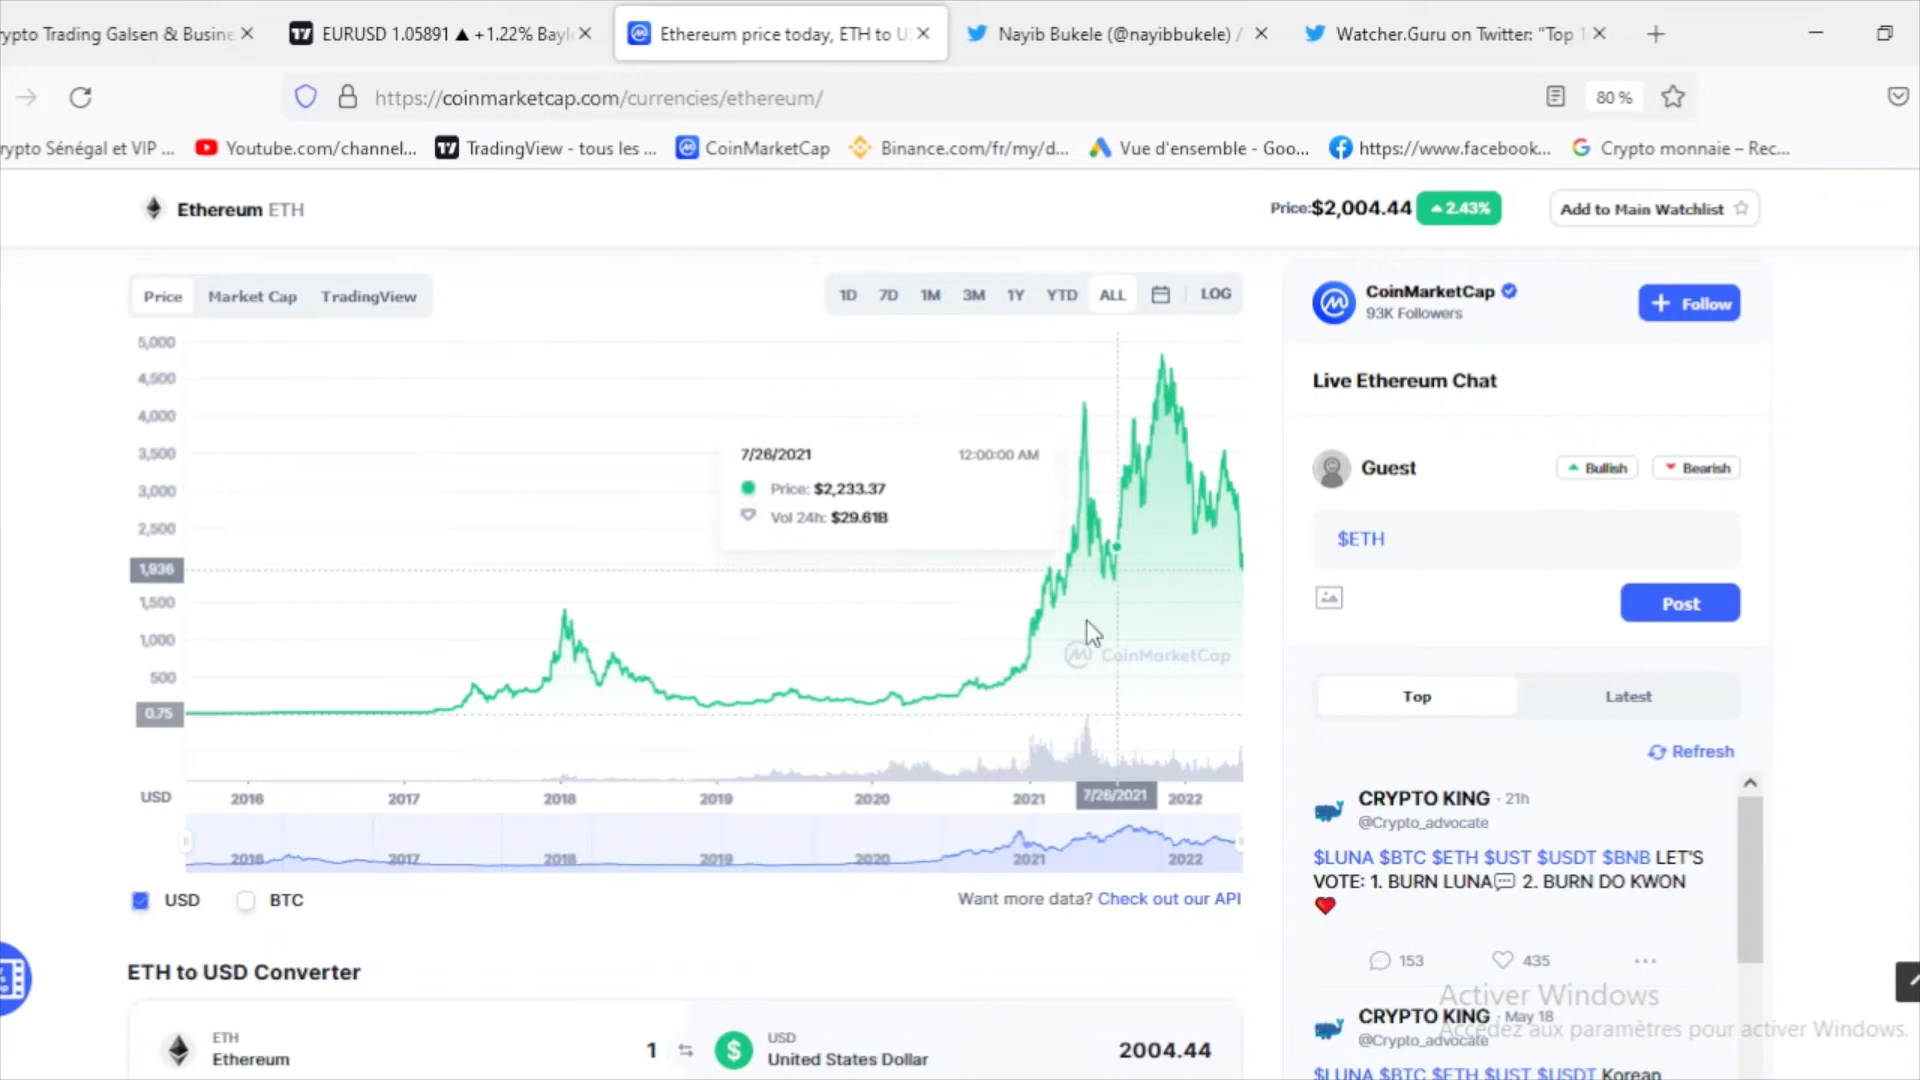 rypto Trading Galsen & Busine
EURUSD 1.05891 ▲ +1.22% Bayl
Ethereum price today, ETH to U
Nayib Bukele (@nayibbukele) /
Watcher.Guru on Twitter: "Top 1
https://coinmarketcap.com/currencies/ethereum/
80 %
rypto Sénégal et VIP ...
Youtube.com/channel...
TradingView - tous les ...
CoinMarketCap
Binance.com/fr/my/d...
Vue d'ensemble - Goo...
https://www.facebook...
Crypto monnaie – Rec...
Ethereum ETH
Price:$2,004.44
2.43%
Add to Main Watchlist
Price Market Cap TradingView
1D 7D 1M 3M 1Y YTD ALL LOG
5,000
4,500
4,000
3,500
3,000
2,500
1,936
1,500
1,000
500
0.75
7/26/2021 12:00:00 AM
Price: $2,233.37
Vol 24h: $29.61B
CoinMarketCap
USD
2016 2017 2018 2019 2020 2021 7/26/2021 2022
2016 2017 2018 2019 2020 2021 2022
USD BTC
Want more data? Check out our API
ETH to USD Converter
ETH
Ethereum
1
USD
United States Dollar
2004.44
CoinMarketCap
93K Followers
+ Follow
Live Ethereum Chat
Guest
Bullish
Bearish
$ETH
Post
Top Latest
Refresh
CRYPTO KING · 21h
@Crypto_advocate
$LUNA $BTC $ETH $UST $USDT $BNB LET'S
VOTE: 1. BURN LUNA 2. BURN DO KWON
153 435
CRYPTO KING · May 18
@Crypto_advocate
$LUNA $BTC $ETH $UST $USDT Korean
Activer Windows
Accédez aux paramètres pour activer Windows.